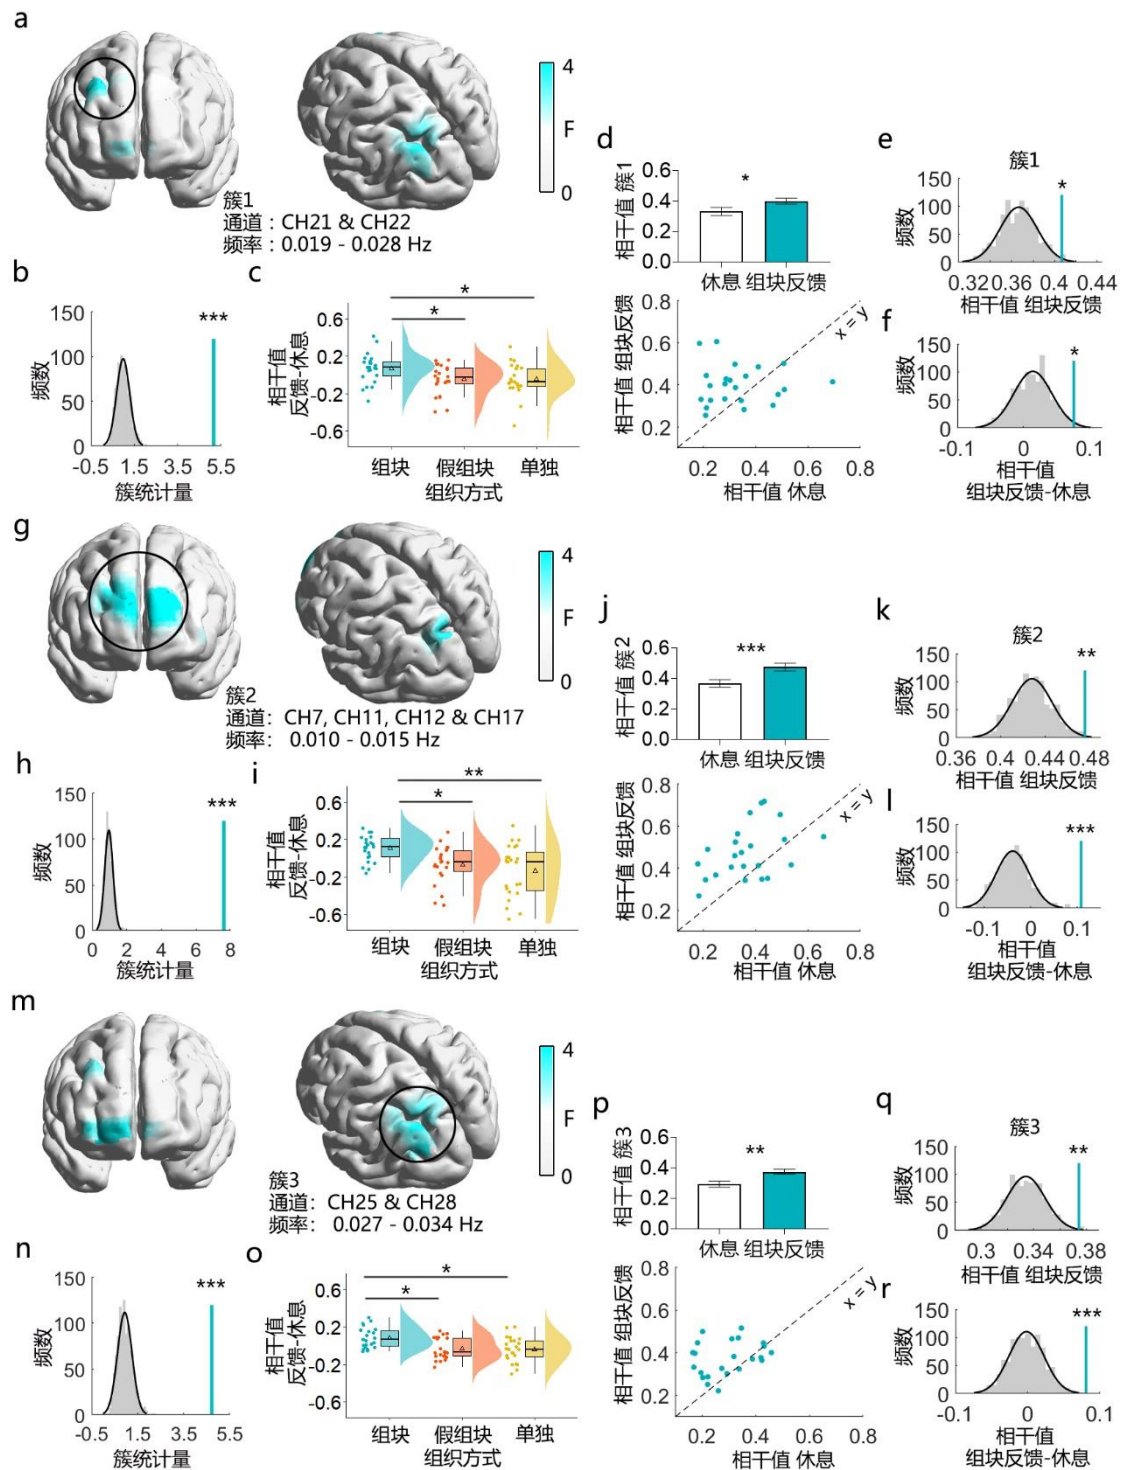 a
4
F
0
簇1
通道：CH21 & CH22
频率：0.019 - 0.028 Hz
b
150
100
50
0
频数
***
-0.5 1.5 3.5 5.5
簇统计量
c
0.6
0.2
-0.2
-0.6
相干值
反馈-休息
*
*
组块 假组块 单独
组织方式
d
0.6
0.4
0.2
0.0
相干值 簇1
*
休息 组块反馈
0.8
0.6
0.4
0.2
相干值 组块反馈
x = y
0.2 0.4 0.6 0.8
相干值 休息
e
簇1
150
100
50
0
频数
*
0.32 0.36 0.4 0.44
相干值 组块反馈
f
150
100
50
0
频数
*
-0.1 0 0.1
相干值
组块反馈-休息
g
4
F
0
簇2
通道： CH7, CH11, CH12 & CH17
频率： 0.010 - 0.015 Hz
h
150
100
50
0
频数
***
0 2 4 6 8
簇统计量
i
0.6
0.2
-0.2
-0.6
相干值
反馈-休息
**
*
组块 假组块 单独
组织方式
j
0.6
0.4
0.2
0.0
相干值 簇2
***
休息 组块反馈
0.8
0.6
0.4
0.2
相干值 组块反馈
x = y
0.2 0.4 0.6 0.8
相干值 休息
k
簇2
150
100
50
0
频数
**
0.36 0.4 0.44 0.48
相干值 组块反馈
l
150
100
50
0
频数
***
-0.1 0 0.1
相干值
组块反馈-休息
m
4
F
0
簇3
通道： CH25 & CH28
频率： 0.027 - 0.034 Hz
n
150
100
50
0
频数
***
-0.5 1.5 3.5 5.5
簇统计量
o
0.6
0.2
-0.2
-0.6
相干值
反馈-休息
*
*
组块 假组块 单独
组织方式
p
0.6
0.4
0.2
0.0
相干值 簇3
**
休息 组块反馈
0.8
0.6
0.4
0.2
相干值 组块反馈
x = y
0.2 0.4 0.6 0.8
相干值 休息
q
簇3
150
100
50
0
频数
**
0.3 0.34 0.38
相干值 组块反馈
r
150
100
50
0
频数
***
-0.1 0 0.1
相干值
组块反馈-休息